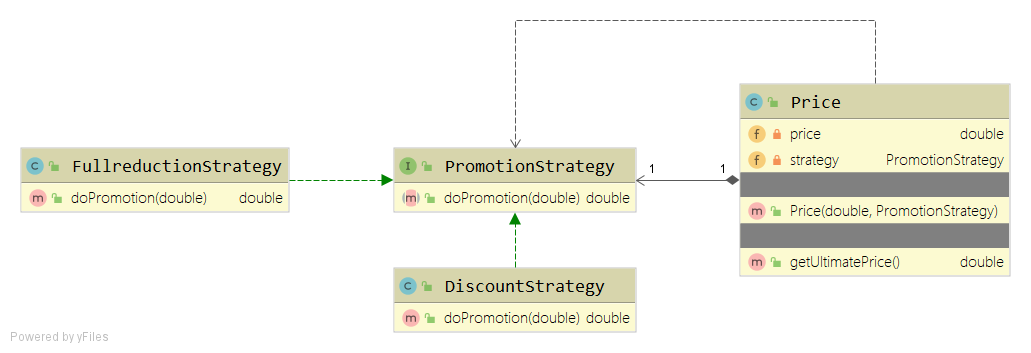 C FullreductionStrategy
m doPromotion(double) double
I PromotionStrategy
m doPromotion(double) double
C DiscountStrategy
m doPromotion(double) double
1 1
C Price
f price double
f strategy PromotionStrategy
m Price(double, PromotionStrategy)
m getUltimatePrice() double
Powered by yFiles